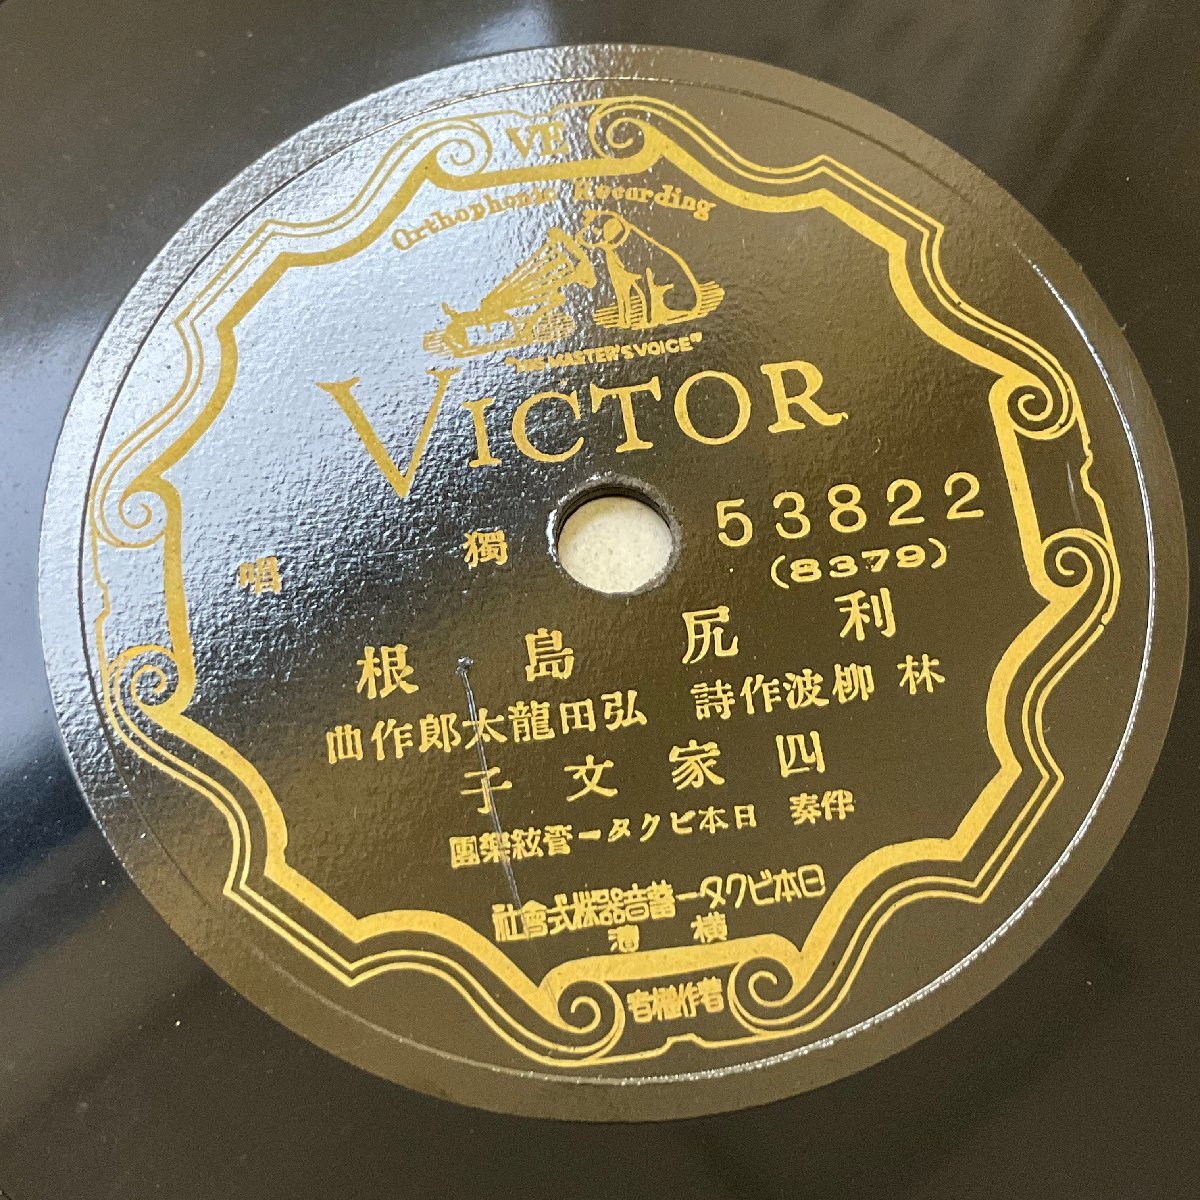 VE
Orthophonic Recording
"HIS MASTER'S VOICE"
VICTOR
53822
(8379)
獨唱
利尻島根
林柳波作詩 弘田龍太郎作曲
四家文子
伴奏 日本ビクター管絃樂團
日本ビクター蓄音器株式會社
横濱
著作權者